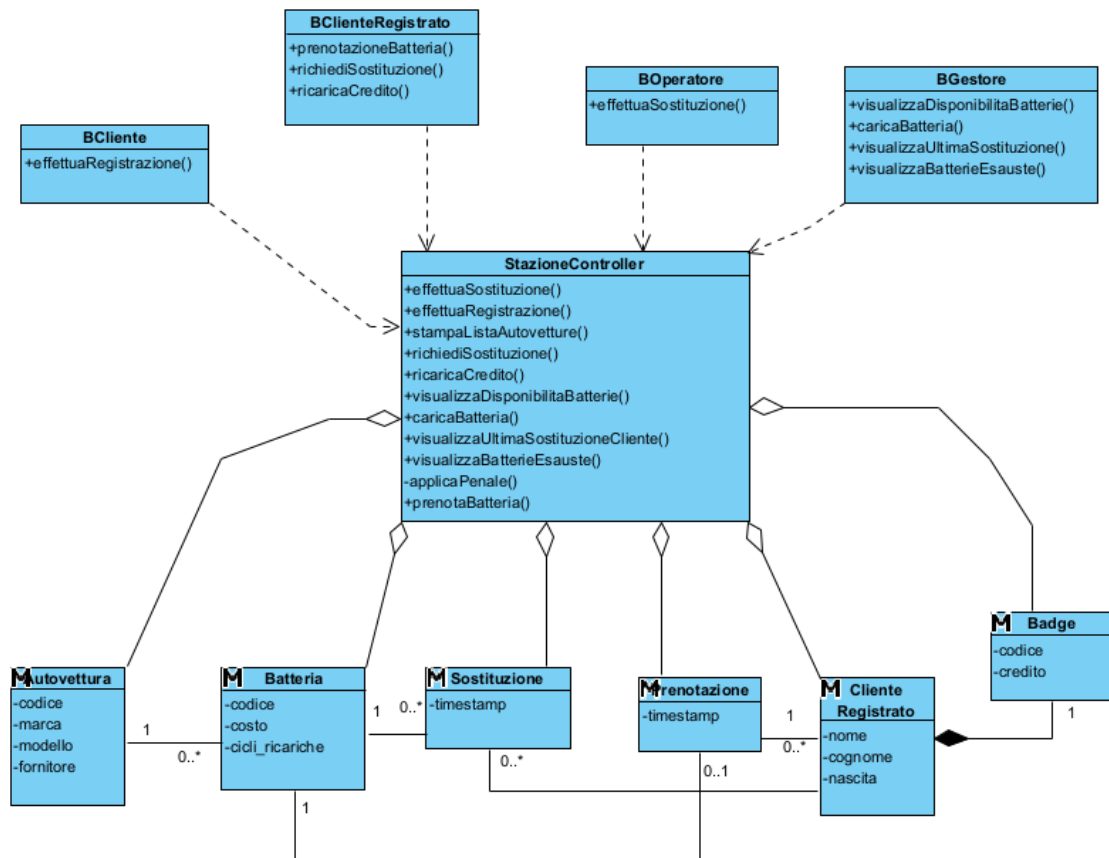 BClienteRegistrato
+prenotazioneBatteria()
+richiediSostituzione()
+ricaricaCredito()
BOperatore
+effettuaSostituzione()
BGestore
+visualizzaDisponibilitaBatterie()
+caricaBatteria()
+visualizzaUltimaSostituzione()
+visualizzaBatterieEsauste()
BCliente
+effettuaRegistrazione()
StazioneController
+effettuaSostituzione()
+effettuaRegistrazione()
+stampaListaAutovetture()
+richiediSostituzione()
+ricaricaCredito()
+visualizzaDisponibilitaBatterie()
+caricaBatteria()
+visualizzaUltimaSostituzioneCliente()
+visualizzaBatterieEsauste()
-applicaPenale()
+prenotaBatteria()
M Autovettura
-codice
-marca
-modello
-fornitore
1
0..*
M Batteria
-codice
-costo
-cicli_ricariche
1
0..*
1
M Sostituzione
-timestamp
0..*
M Prenotazione
-timestamp
1
0..*
0..1
M Cliente
Registrato
-nome
-cognome
-nascita
M Badge
-codice
-credito
1